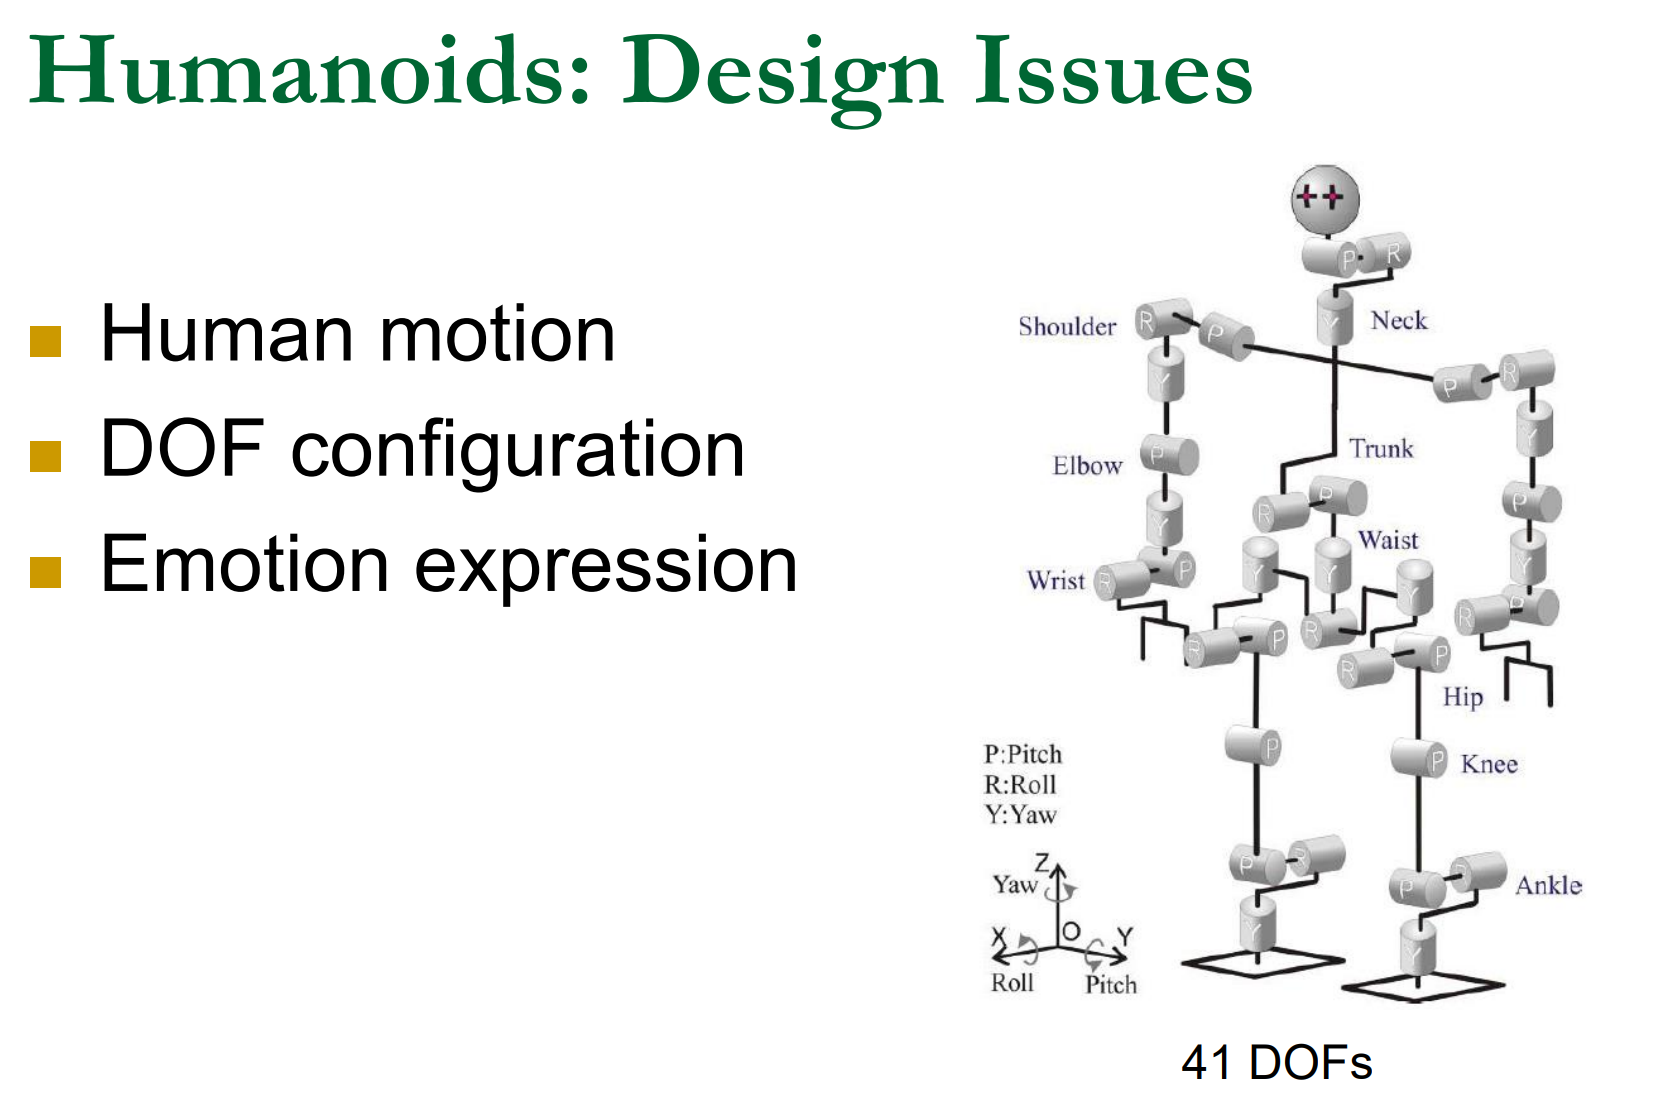 Humanoids: Design Issues
Human motion
DOF configuration
Emotion expression
P R
Neck
Y
Shoulder
R P
P R
Y
Y
Trunk
Elbow
P
P
R P
Y
Y
Waist
Y Y Y
Wrist
R P
R P
R
R P
R P
Hip
P
P
Knee
P:Pitch
R:Roll
Y:Yaw
P R
P R
Ankle
Y
Y
Z
Yaw
X O Y
Roll Pitch
41 DOFs